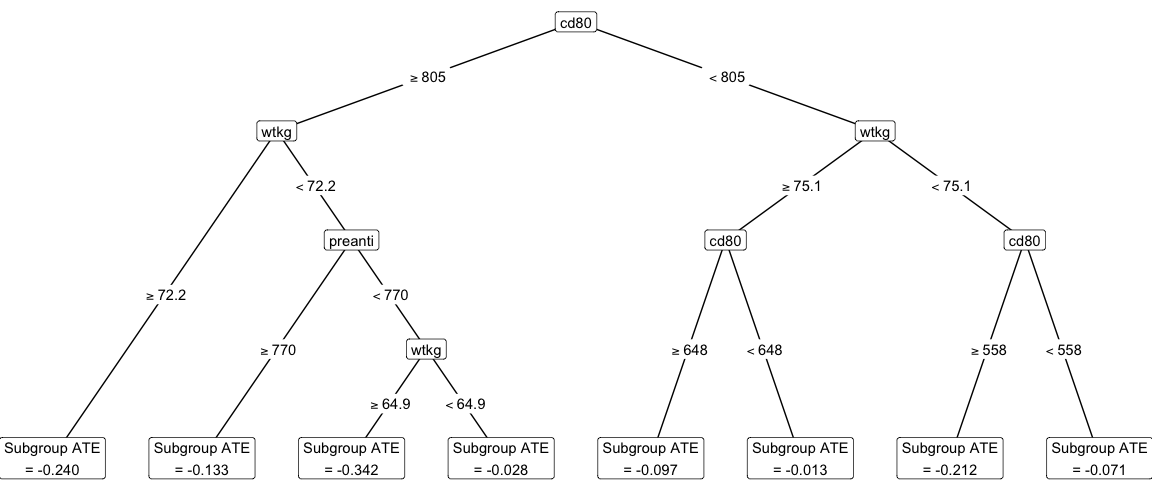 cd80
≥ 805
< 805
wtkg
wtkg
< 72.2
≥ 75.1
< 75.1
preanti
cd80
cd80
≥ 72.2
< 770
≥ 770
wtkg
≥ 648
< 648
≥ 558
< 558
≥ 64.9
< 64.9
Subgroup ATE
= -0.240
Subgroup ATE
= -0.133
Subgroup ATE
= -0.342
Subgroup ATE
= -0.028
Subgroup ATE
= -0.097
Subgroup ATE
= -0.013
Subgroup ATE
= -0.212
Subgroup ATE
= -0.071